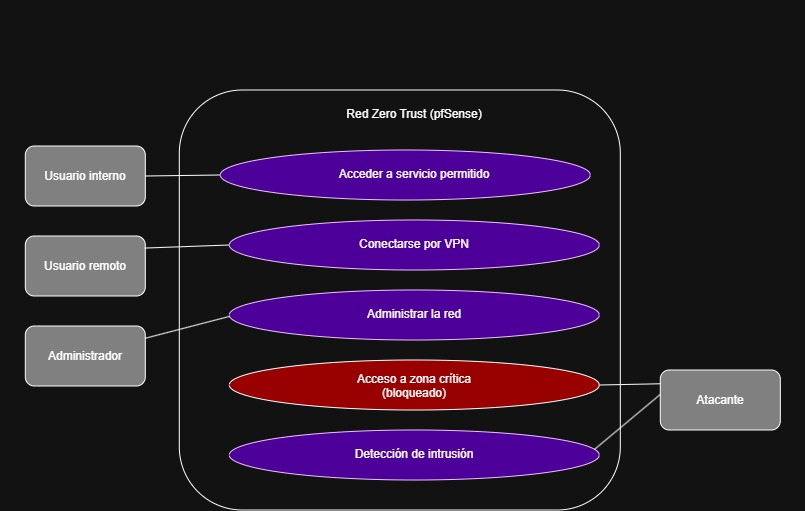 Red Zero Trust (pfSense)
Usuario interno
Acceder a servicio permitido
Usuario remoto
Conectarse por VPN
Administrador
Administrar la red
Acceso a zona crítica
(bloqueado)
Atacante
Detección de intrusión